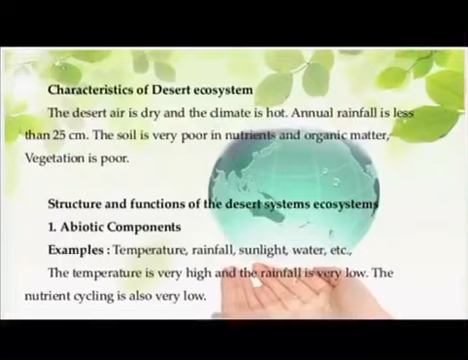 Characteristics of Desert ecosystem
The desert air is dry and the climate is hot. Annual rainfall is less
than 25 cm. The soil is very poor in nutrients and organic matter,
Vegetation is poor.
Structure and functions of the desert systems ecosystems
1. Abiotic Components
Examples : Temperature, rainfall, sunlight, water, etc.,
The temperature is very high and the rainfall is very low. The
nutrient cycling is also very low.